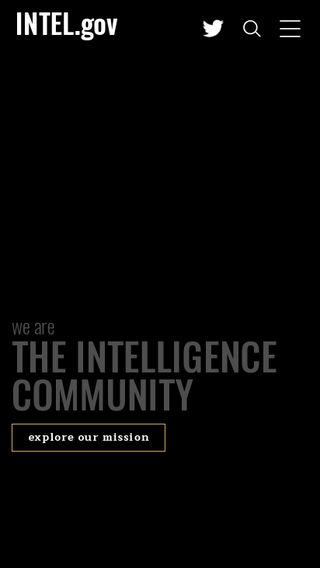 INTEL.gov
we are
THE INTELLIGENCE
COMMUNITY
explore our mission